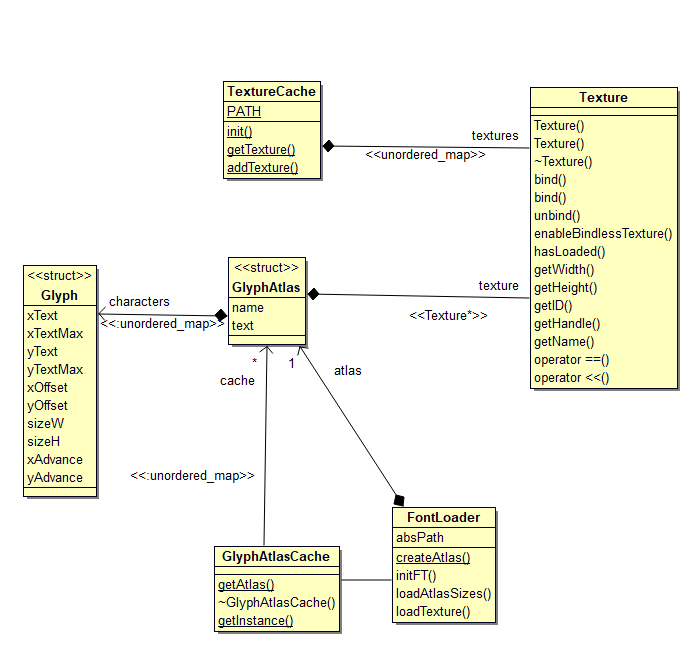 TextureCache
PATH
init()
getTexture()
addTexture()
textures
<<unordered_map>>
Texture
Texture()
Texture()
~Texture()
bind()
bind()
unbind()
enableBindlessTexture()
hasLoaded()
getWidth()
getHeight()
getID()
getHandle()
getName()
operator ==()
operator <<()
<<struct>>
Glyph
xText
xTextMax
yText
yTextMax
xOffset
yOffset
sizeW
sizeH
xAdvance
yAdvance
characters
<<:unordered_map>>
<<struct>>
GlyphAtlas
name
text
texture
<<Texture*>>
*
cache
1
atlas
<<:unordered_map>>
GlyphAtlasCache
getAtlas()
~GlyphAtlasCache()
getInstance()
FontLoader
absPath
createAtlas()
initFT()
loadAtlasSizes()
loadTexture()